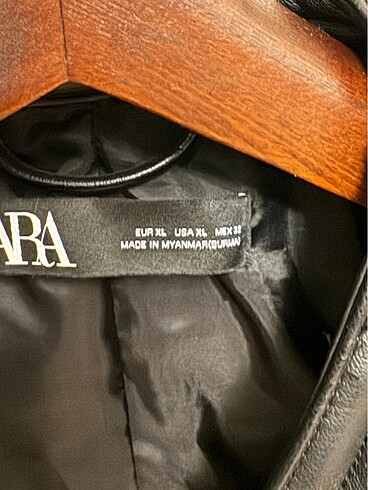 ARA
EUR XL USA XL MEX 32
MADE IN MYANMAR(BURMA)